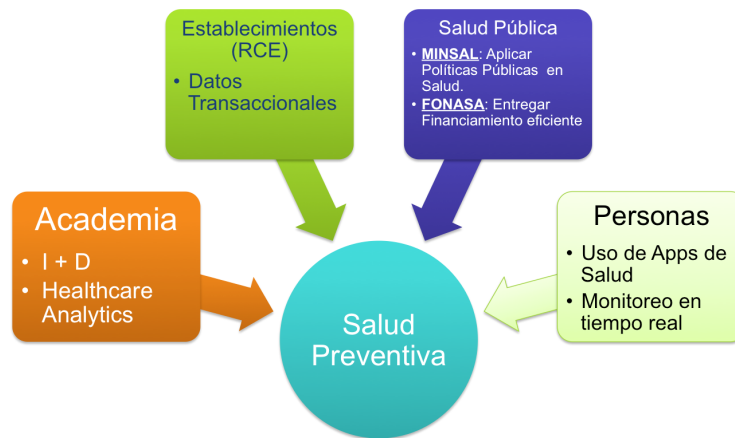 Establecimientos
(RCE)
• Datos
Transaccionales
Salud Pública
• MINSAL: Aplicar
Políticas Públicas en
Salud.
• FONASA: Entregar
Financiamiento eficiente
Academia
• I + D
• Healthcare
Analytics
Personas
• Uso de Apps de
Salud
• Monitoreo en
tiempo real
Salud
Preventiva